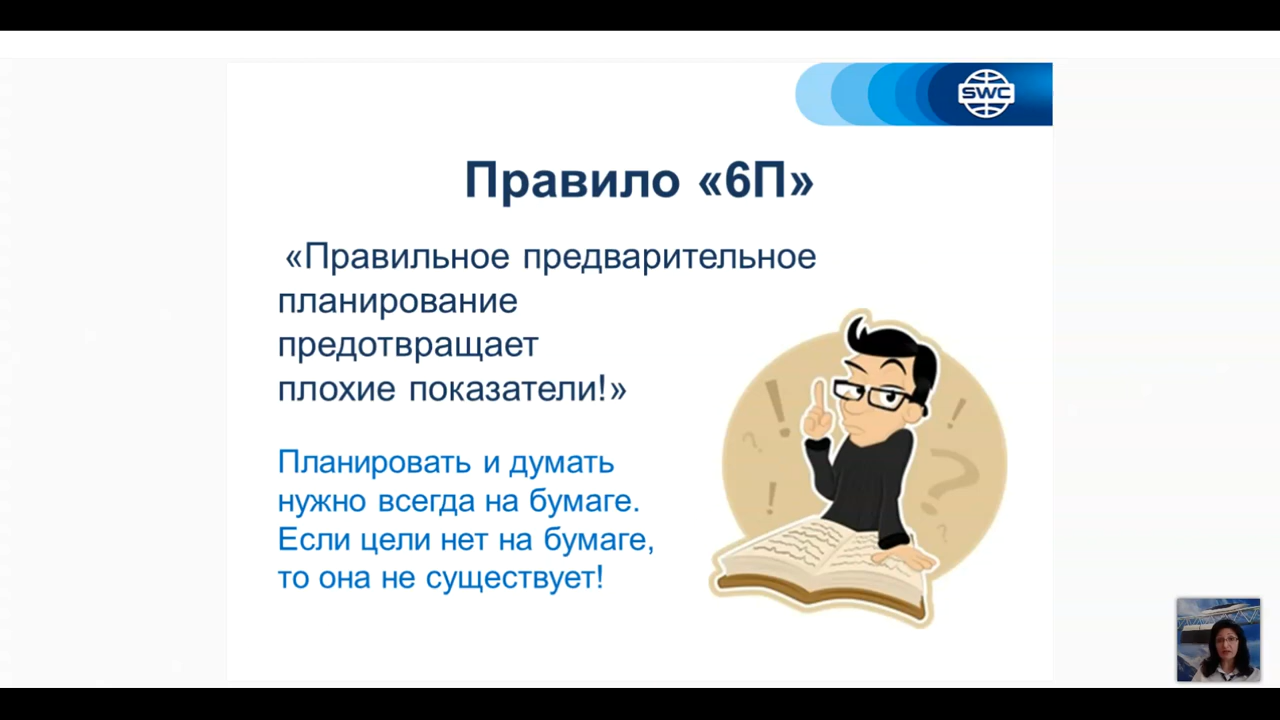 SWC
Правило «6П»
«Правильное предварительное
планирование
предотвращает
плохие показатели!»
Планировать и думать
нужно всегда на бумаге.
Если цели нет на бумаге,
то она не существует!